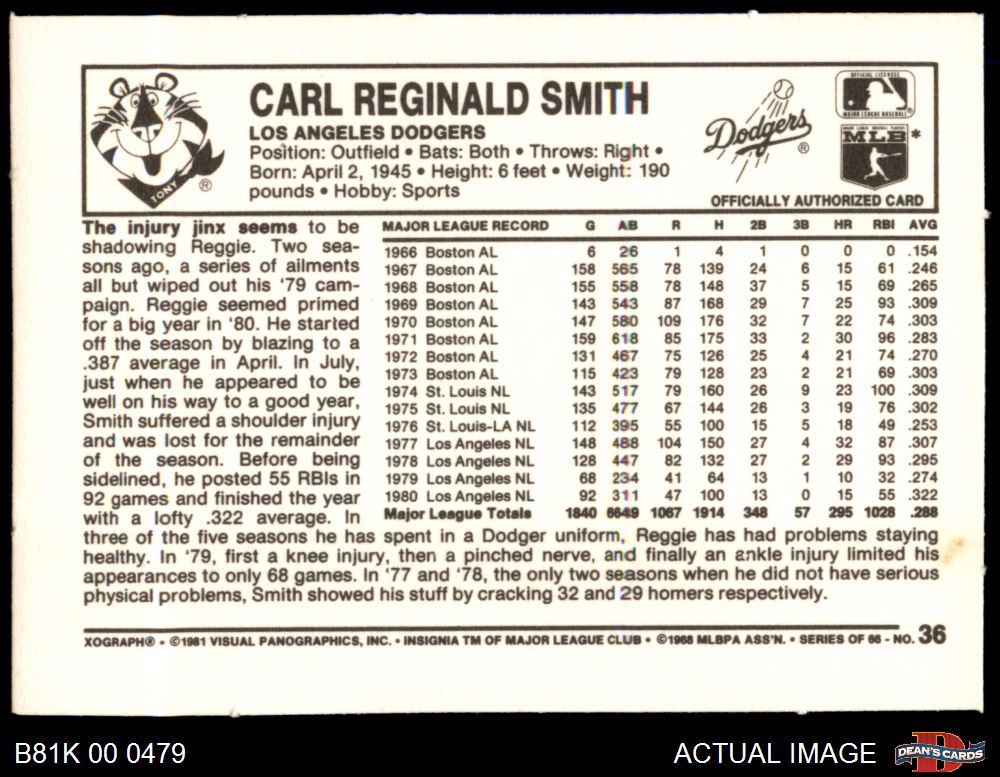 TONY
®
CARL REGINALD SMITH
LOS ANGELES DODGERS
Position: Outfield • Bats: Both • Throws: Right •
Born: April 2, 1945 • Height: 6 feet • Weight: 190
pounds • Hobby: Sports
Dodgers
®
OFFICIAL LICENSEE
MAJOR LEAGUE BASEBALL
MAJOR LEAGUE BASEBALL PLAYERS
MLB *
OFFICIALLY AUTHORIZED CARD
The injury jinx seems to be
shadowing Reggie. Two sea-
sons ago, a series of ailments
all but wiped out his '79 cam-
paign. Reggie seemed primed
for a big year in '80. He started
off the season by blazing to a
.387 average in April. In July,
just when he appeared to be
well on his way to a good year,
Smith suffered a shoulder injury
and was lost for the remainder
of the season. Before being
sidelined, he posted 55 RBIs in
92 games and finished the year
with a lofty .322 average. In
three of the five seasons he has spent in a Dodger uniform, Reggie has had problems staying
healthy. In '79, first a knee injury, then a pinched nerve, and finally an ankle injury limited his
appearances to only 68 games. In '77 and '78, the only two seasons when he did not have serious
physical problems, Smith showed his stuff by cracking 32 and 29 homers respectively.
MAJOR LEAGUE RECORD G AB R H 2B 3B HR RBI AVG
1966 Boston AL 6 26 1 4 1 0 0 0 .154
1967 Boston AL 158 565 78 139 24 6 15 61 .246
1968 Boston AL 155 558 78 148 37 5 15 69 .265
1969 Boston AL 143 543 87 168 29 7 25 93 .309
1970 Boston AL 147 580 109 176 32 7 22 74 .303
1971 Boston AL 159 618 85 175 33 2 30 96 .283
1972 Boston AL 131 467 75 126 25 4 21 74 .270
1973 Boston AL 115 423 79 128 23 2 21 69 .303
1974 St. Louis NL 143 517 79 160 26 9 23 100 .309
1975 St. Louis NL 135 477 67 144 26 3 19 76 .302
1976 St. Louis-LA NL 112 395 55 100 15 5 18 49 .253
1977 Los Angeles NL 148 488 104 150 27 4 32 87 .307
1978 Los Angeles NL 128 447 82 132 27 2 29 93 .295
1979 Los Angeles NL 68 234 41 64 13 1 10 32 .274
1980 Los Angeles NL 92 311 47 100 13 0 15 55 .322
Major League Totals 1840 6649 1067 1914 348 57 295 1028 .288
XOGRAPH® • ©1981 VISUAL PANOGRAPHICS, INC. • INSIGNIA TM OF MAJOR LEAGUE CLUB • ©1968 MLBPA ASS'N. • SERIES OF 66 - NO. 36
B81K 00 0479
ACTUAL IMAGE
DEAN'S CARDS